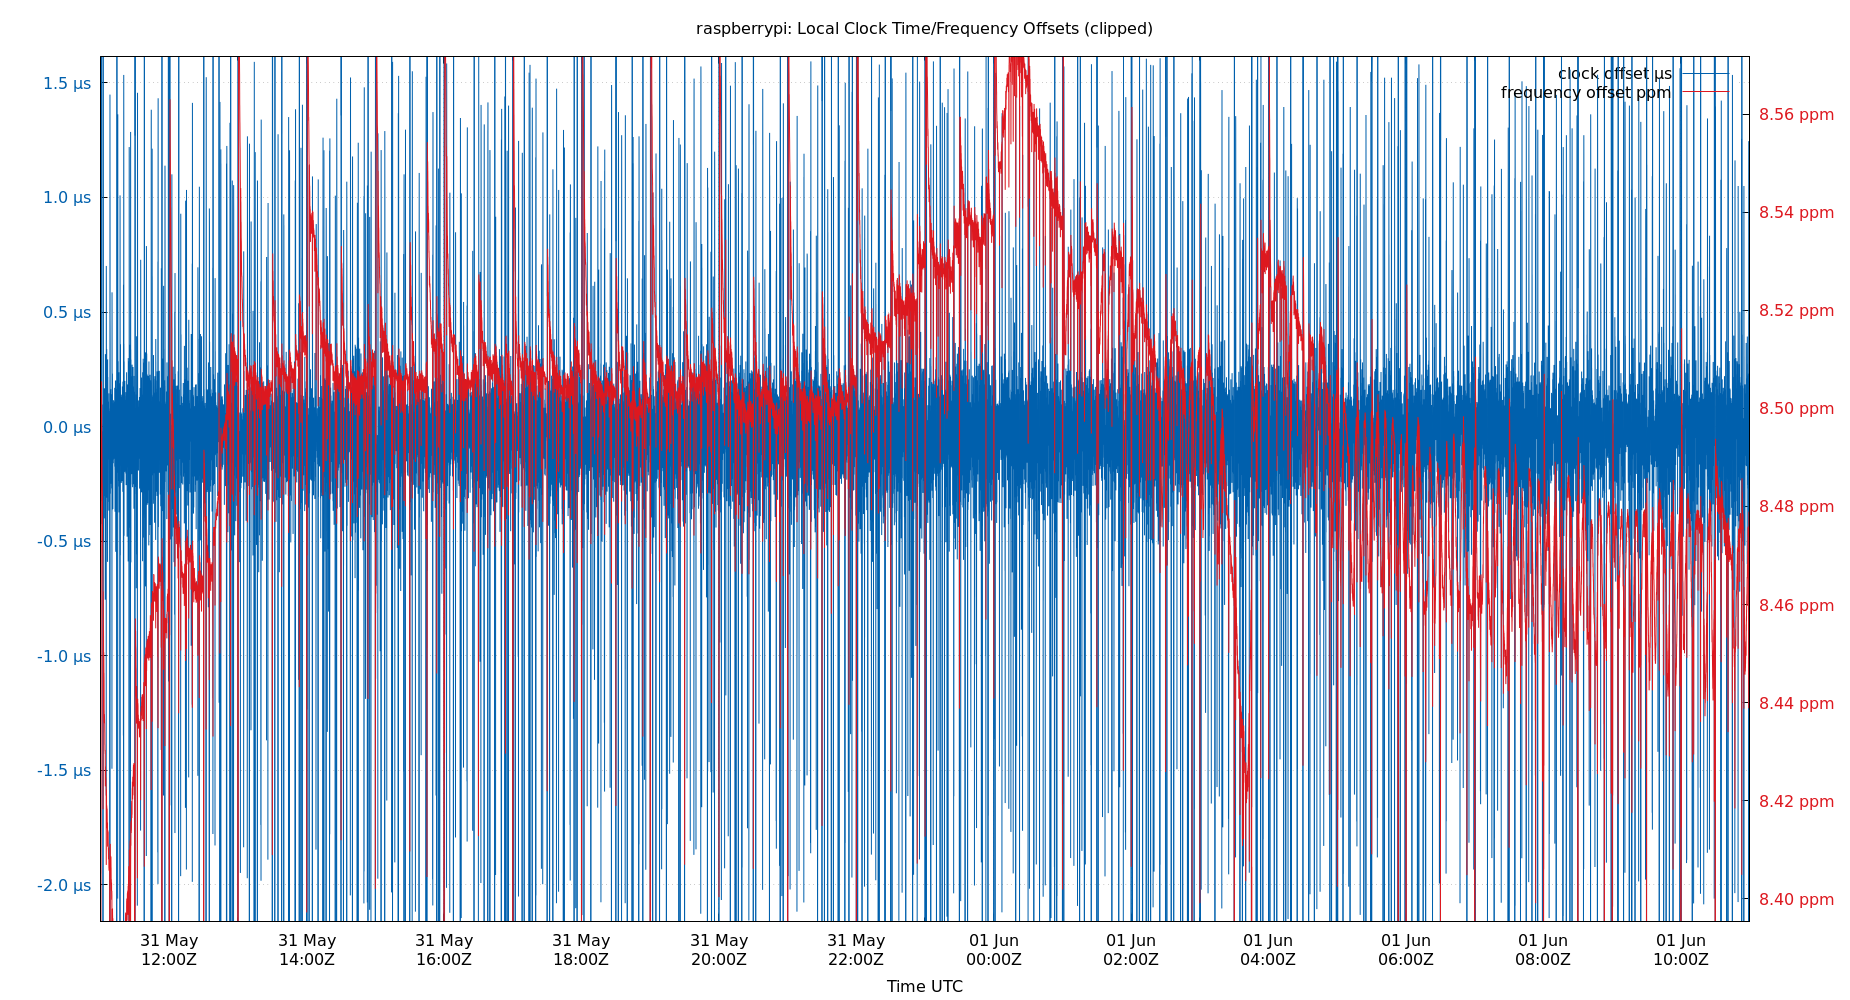 raspberrypi: Local Clock Time/Frequency Offsets (clipped)
clock offset µs
frequency offset ppm
1.5 µs
1.0 µs
0.5 µs
0.0 µs
-0.5 µs
-1.0 µs
-1.5 µs
-2.0 µs
8.56 ppm
8.54 ppm
8.52 ppm
8.50 ppm
8.48 ppm
8.46 ppm
8.44 ppm
8.42 ppm
8.40 ppm
31 May 31 May 31 May 31 May 31 May 31 May 01 Jun 01 Jun 01 Jun 01 Jun 01 Jun 01 Jun
12:00Z 14:00Z 16:00Z 18:00Z 20:00Z 22:00Z 00:00Z 02:00Z 04:00Z 06:00Z 08:00Z 10:00Z
Time UTC